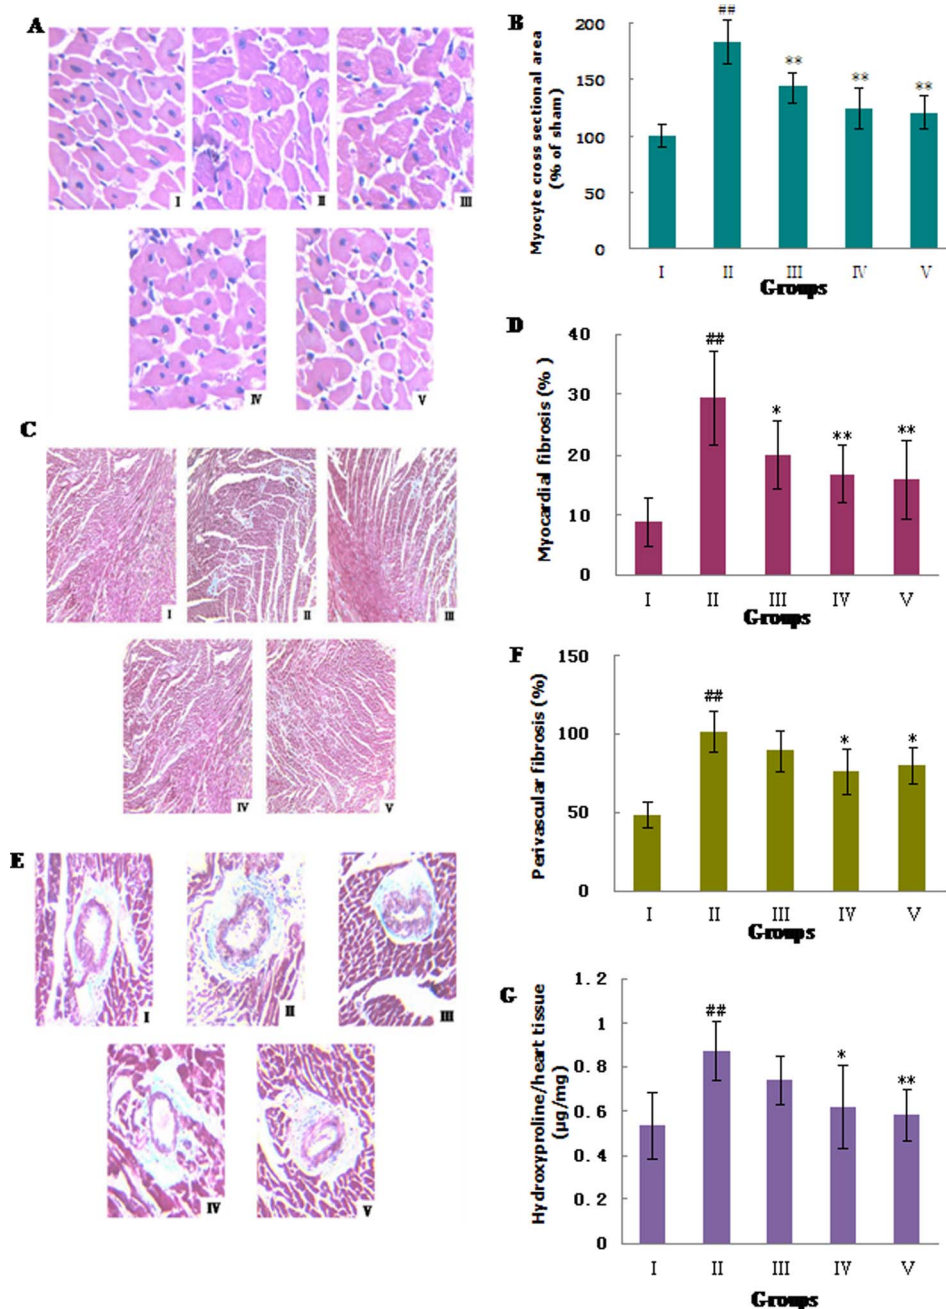 A
I
II
III
IV
V
B
Myocyte cross sectional area
(% of sham)
200
150
100
50
0
##
**
**
**
I II III IV V
Groups
C
I
II
III
IV
V
D
Myocardial fibrosis (%)
40
30
20
10
0
##
*
**
**
I II III IV V
Groups
E
I
II
III
IV
V
F
Perivascular fibrosis (%)
150
100
50
0
##
*
*
I II III IV V
Groups
G
Hydroxyproline/heart tissue
(μg/mg)
1.2
1
0.8
0.6
0.4
0.2
0
##
*
**
I II III IV V
Groups